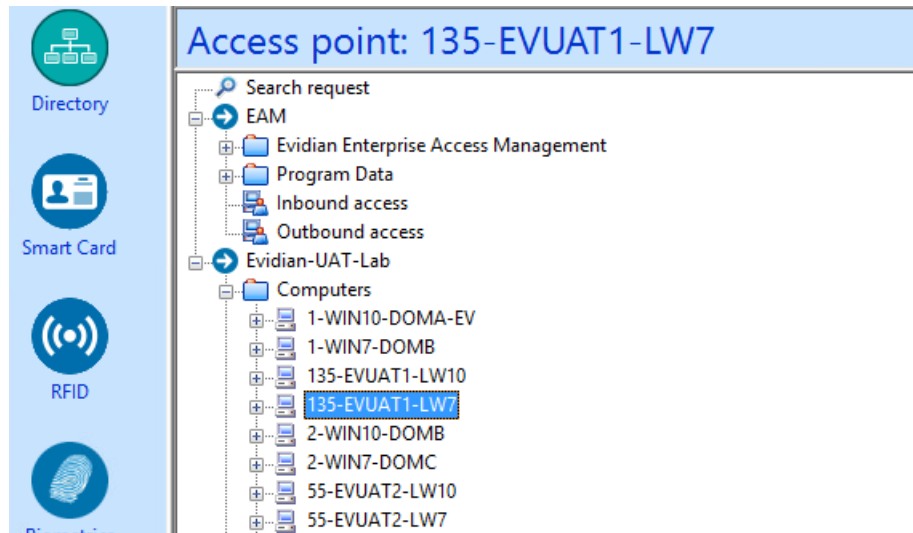 Access point: 135-EVUAT1-LW7
Directory
Smart Card
RFID
Search request
EAM
Evidian Enterprise Access Management
Program Data
Inbound access
Outbound access
Evidian-UAT-Lab
Computers
1-WIN10-DOMA-EV
1-WIN7-DOMB
135-EVUAT1-LW10
135-EVUAT1-LW7
2-WIN10-DOMB
2-WIN7-DOMC
55-EVUAT2-LW10
55-EVUAT2-LW7